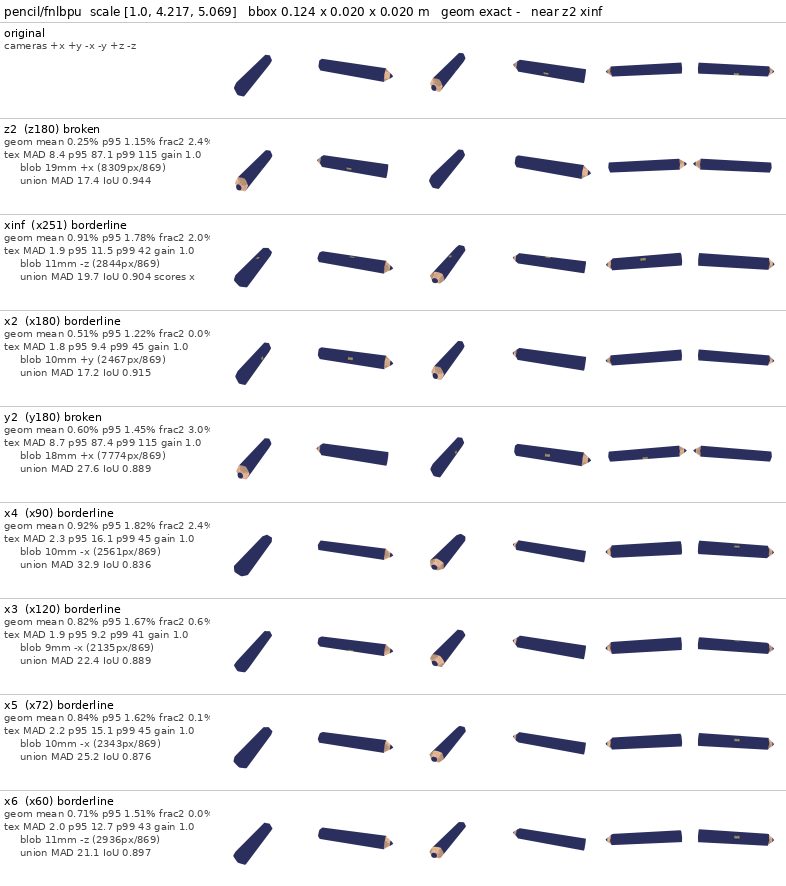 pencil/fnlbpu scale [1.0, 4.217, 5.069] bbox 0.124 x 0.020 x 0.020 m geom exact - near z2 xinf
original
cameras +x +y -x -y +z -z
z2 (z180) broken
geom mean 0.25% p95 1.15% frac2 2.4%
tex MAD 8.4 p95 87.1 p99 115 gain 1.0
blob 19mm +x (8309px/869)
union MAD 17.4 IoU 0.944
xinf (x251) borderline
geom mean 0.91% p95 1.78% frac2 2.0%
tex MAD 1.9 p95 11.5 p99 42 gain 1.0
blob 11mm -z (2844px/869)
union MAD 19.7 IoU 0.904 scores x
x2 (x180) borderline
geom mean 0.51% p95 1.22% frac2 0.0%
tex MAD 1.8 p95 9.4 p99 45 gain 1.0
blob 10mm +y (2467px/869)
union MAD 17.2 IoU 0.915
y2 (y180) broken
geom mean 0.60% p95 1.45% frac2 3.0%
tex MAD 8.7 p95 87.4 p99 115 gain 1.0
blob 18mm +x (7774px/869)
union MAD 27.6 IoU 0.889
x4 (x90) borderline
geom mean 0.92% p95 1.82% frac2 2.4%
tex MAD 2.3 p95 16.1 p99 45 gain 1.0
blob 10mm -x (2561px/869)
union MAD 32.9 IoU 0.836
x3 (x120) borderline
geom mean 0.82% p95 1.67% frac2 0.6%
tex MAD 1.9 p95 9.2 p99 41 gain 1.0
blob 9mm -x (2135px/869)
union MAD 22.4 IoU 0.889
x5 (x72) borderline
geom mean 0.84% p95 1.62% frac2 0.1%
tex MAD 2.2 p95 15.1 p99 45 gain 1.0
blob 10mm -x (2343px/869)
union MAD 25.2 IoU 0.876
x6 (x60) borderline
geom mean 0.71% p95 1.51% frac2 0.0%
tex MAD 2.0 p95 12.7 p99 43 gain 1.0
blob 11mm -z (2936px/869)
union MAD 21.1 IoU 0.897